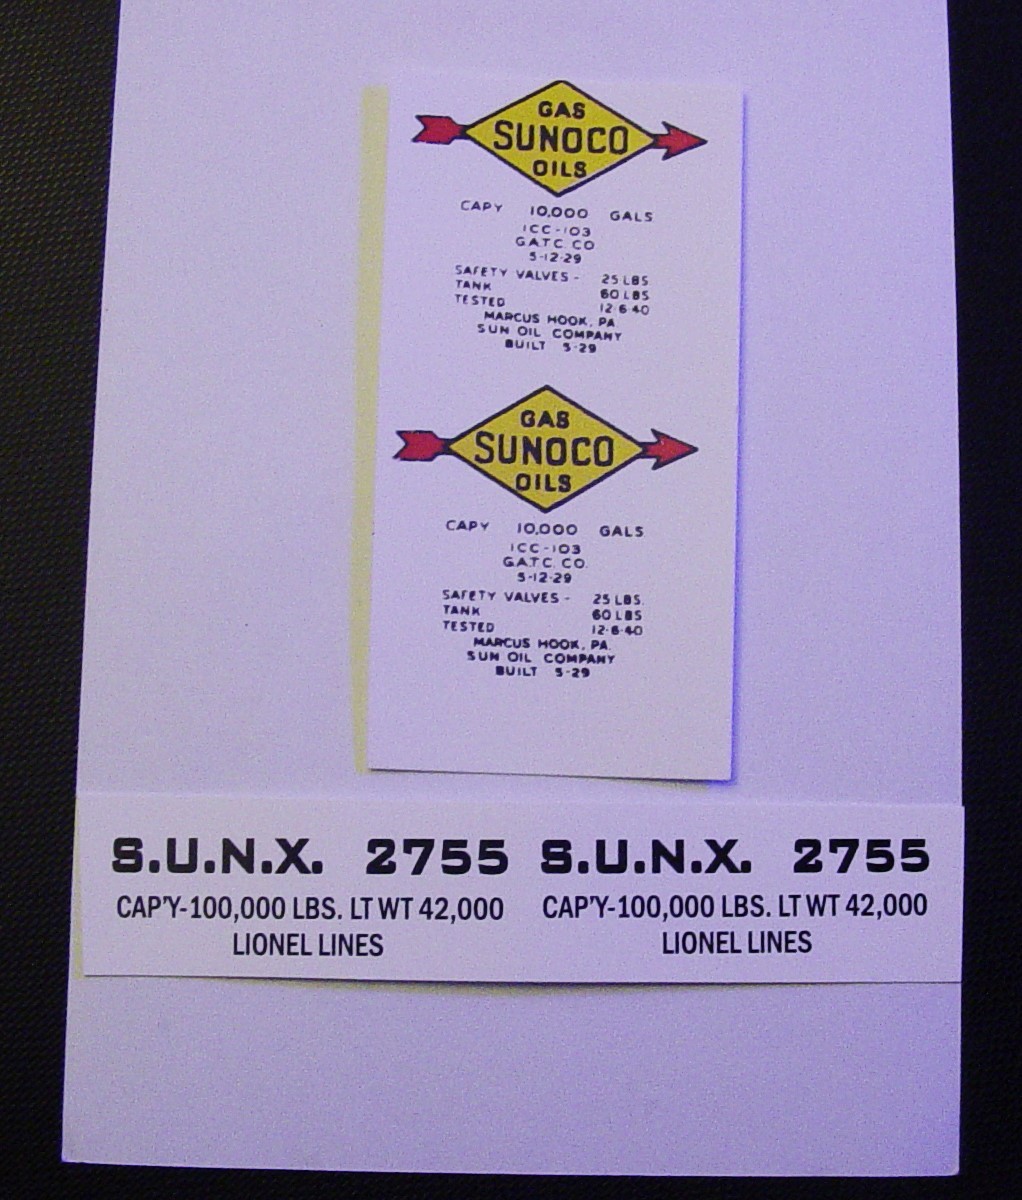 GAS
SUNOCO
OILS
CAPY 10,000 GALS
ICC-103
G.A.T.C. CO
5-12-29
SAFETY VALVES - 25 LBS
TANK 60 LBS
TESTED 12-6-40
MARCUS HOOK, PA.
SUN OIL COMPANY
BUILT 5-29
GAS
SUNOCO
OILS
CAPY 10,000 GALS
ICC-103
G.A.T.C. CO.
5-12-29
SAFETY VALVES - 25 LBS.
TANK 60 LBS
TESTED 12-6-40
MARCUS HOOK, PA.
SUN OIL COMPANY
BUILT 5-29
S.U.N.X. 2755 S.U.N.X. 2755
CAP'Y-100,000 LBS. LT WT 42,000 CAP'Y-100,000 LBS. LT WT 42,000
LIONEL LINES LIONEL LINES